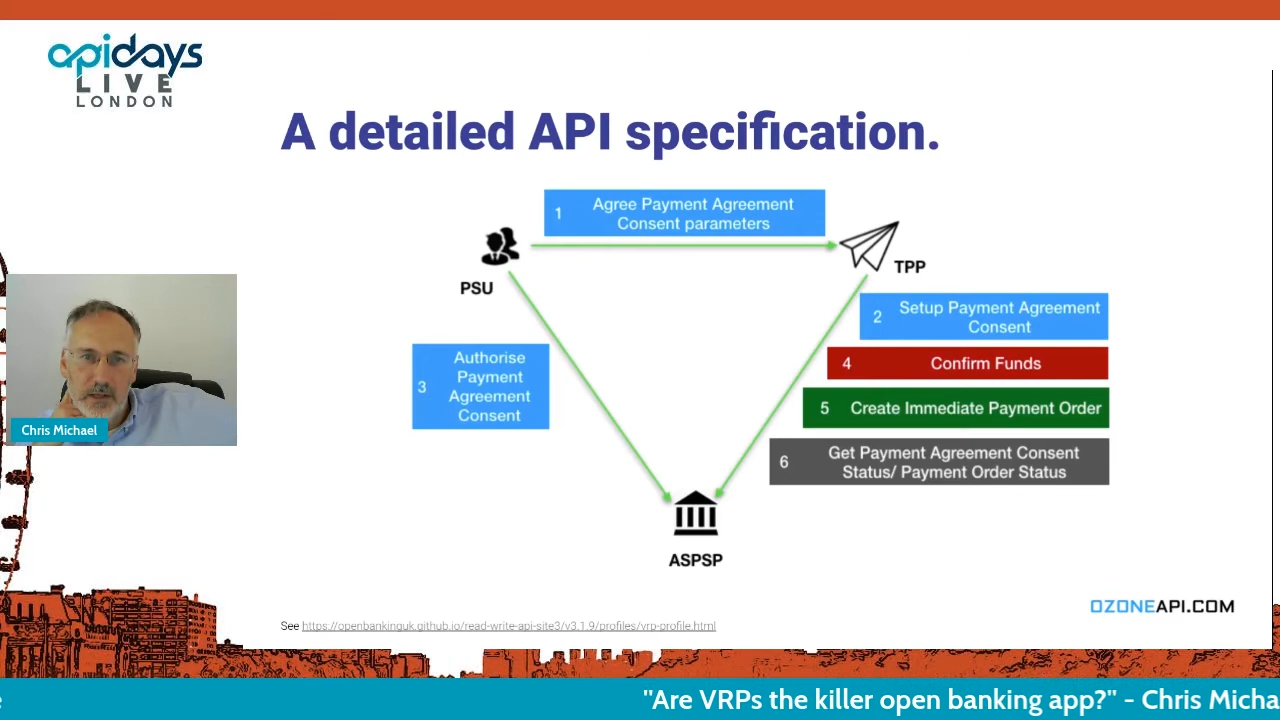 apidays
LIVE
LONDON
A detailed API specification.
1 Agree Payment Agreement
Consent parameters
PSU
TPP
2 Setup Payment Agreement
Consent
3 Authorise
Payment
Agreement
Consent
4 Confirm Funds
5 Create Immediate Payment Order
6 Get Payment Agreement Consent
Status/ Payment Order Status
ASPSP
Chris Michael
OZONEAPI.COM
See https://openbankinguk.github.io/read-write-api-site3/v3.1.9/profiles/vrp-profile.html
e "Are VRPs the killer open banking app?" - Chris Micha